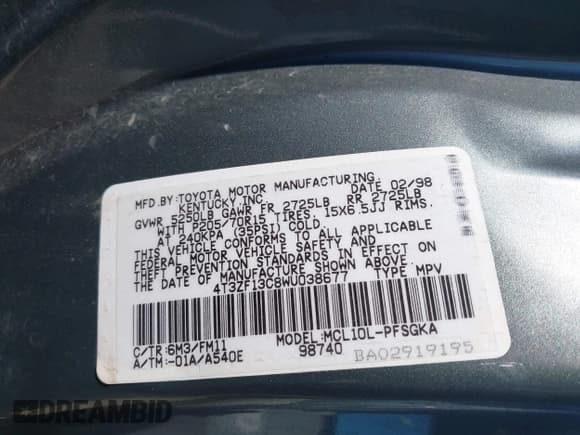 MFD.BY:TOYOTA MOTOR MANUFACTURING,
KENTUCKY,INC. DATE 02/98
GVWR 5250LB GAWR FR 2725LB RR 2725LB
WITH P205/70R15 TIRES, 15X6.5JJ RIMS,
AT 240KPA (35PSI) COLD.
THIS VEHICLE CONFORMS TO ALL APPLICABLE
FEDERAL MOTOR VEHICLE SAFETY AND
THEFT PREVENTION STANDARDS IN EFFECT ON
THE DATE OF MANUFACTURE SHOWN ABOVE.
4T3ZF13C8WU038677 TYPE MPV
C/TR:6M3/FM11 MODEL:MCL10L-PFSGKA
A/TM:-01A/A540E 98740 BA02919195
DREAMBID